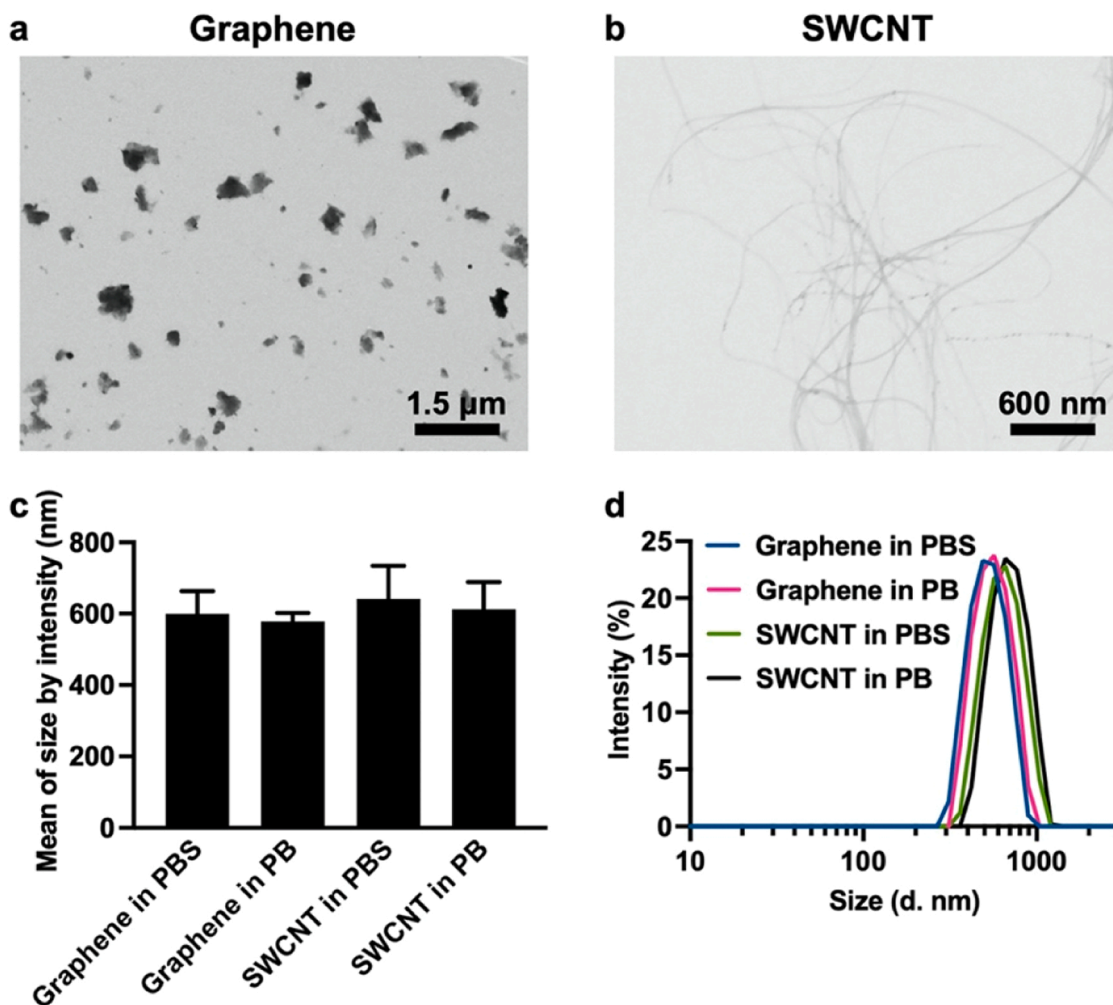 a
Graphene
b
SWCNT
1.5 μm
600 nm
c
Mean of size by intensity (nm)
800
600
400
200
0
Graphene in PBS
Graphene in PB
SWCNT in PBS
SWCNT in PB
d
Intensity (%)
25
20
15
10
5
0
Graphene in PBS
Graphene in PB
SWCNT in PBS
SWCNT in PB
10
100
1000
Size (d. nm)